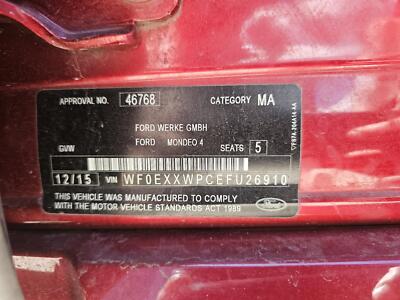 APPROVAL NO. 46768 CATEGORY MA
FORD WERKE GMBH
FORD MONDEO 4
GVW SEATS 5
12/15 VIN WF0EXXWPCEFU26910
THIS VEHICLE WAS MANUFACTURED TO COMPLY
WITH THE MOTOR VEHICLE STANDARDS ACT 1989
Ford